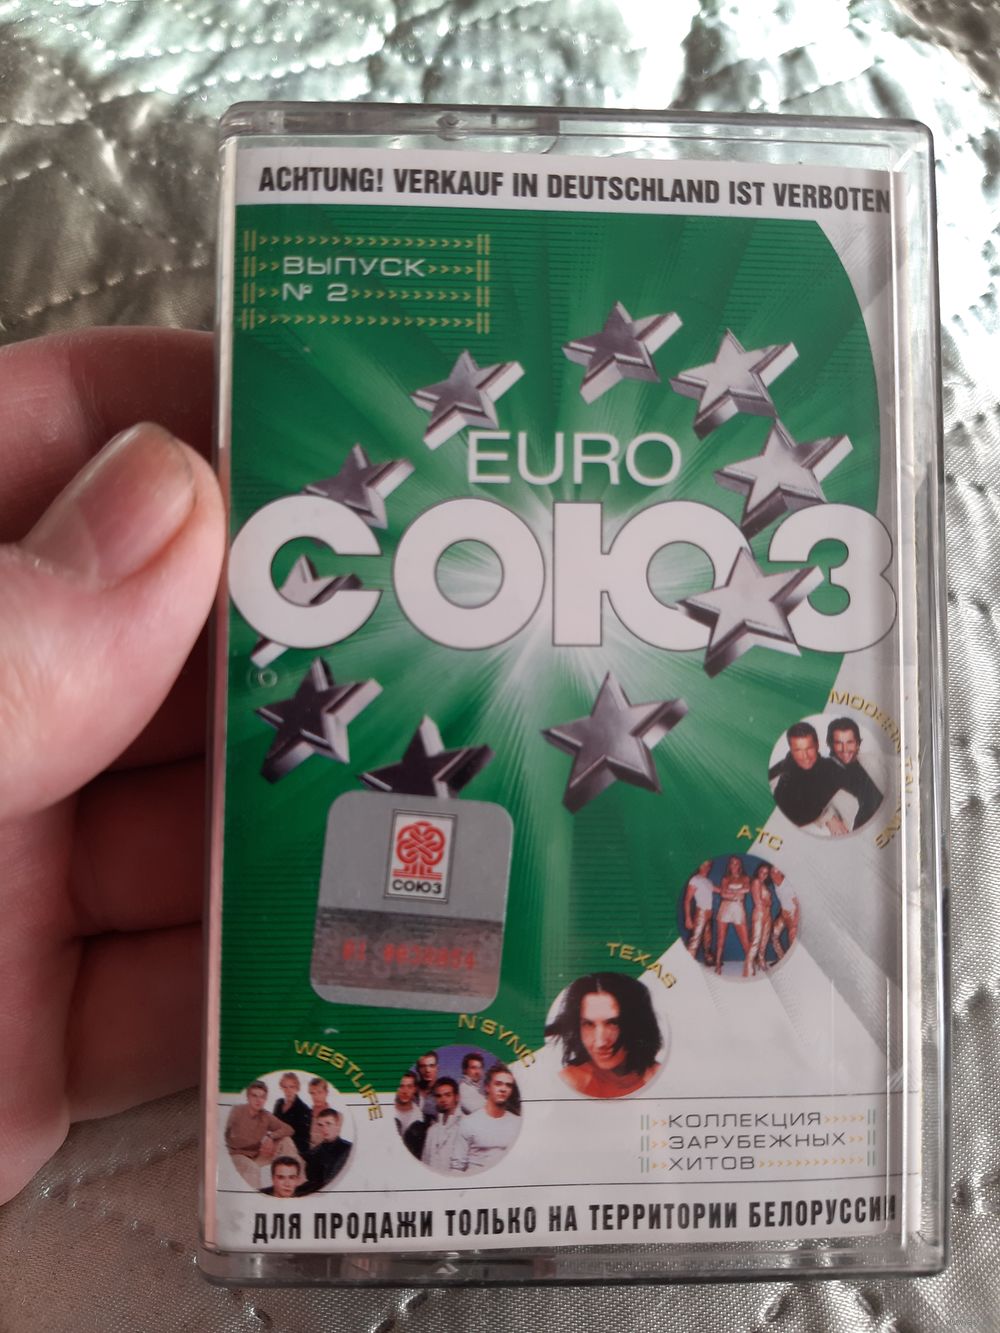 ACHTUNG! VERKAUF IN DEUTSCHLAND IST VERBOTEN
ВЫПУСК
№ 2
EURO
СОЮЗ
MODERN TALKING
ATC
СОЮЗ
TEXAS
N'SYNC
WESTLIFE
КОЛЛЕКЦИЯ
ЗАРУБЕЖНЫХ
ХИТОВ
ДЛЯ ПРОДАЖИ ТОЛЬКО НА ТЕРРИТОРИИ БЕЛОРУССИИ